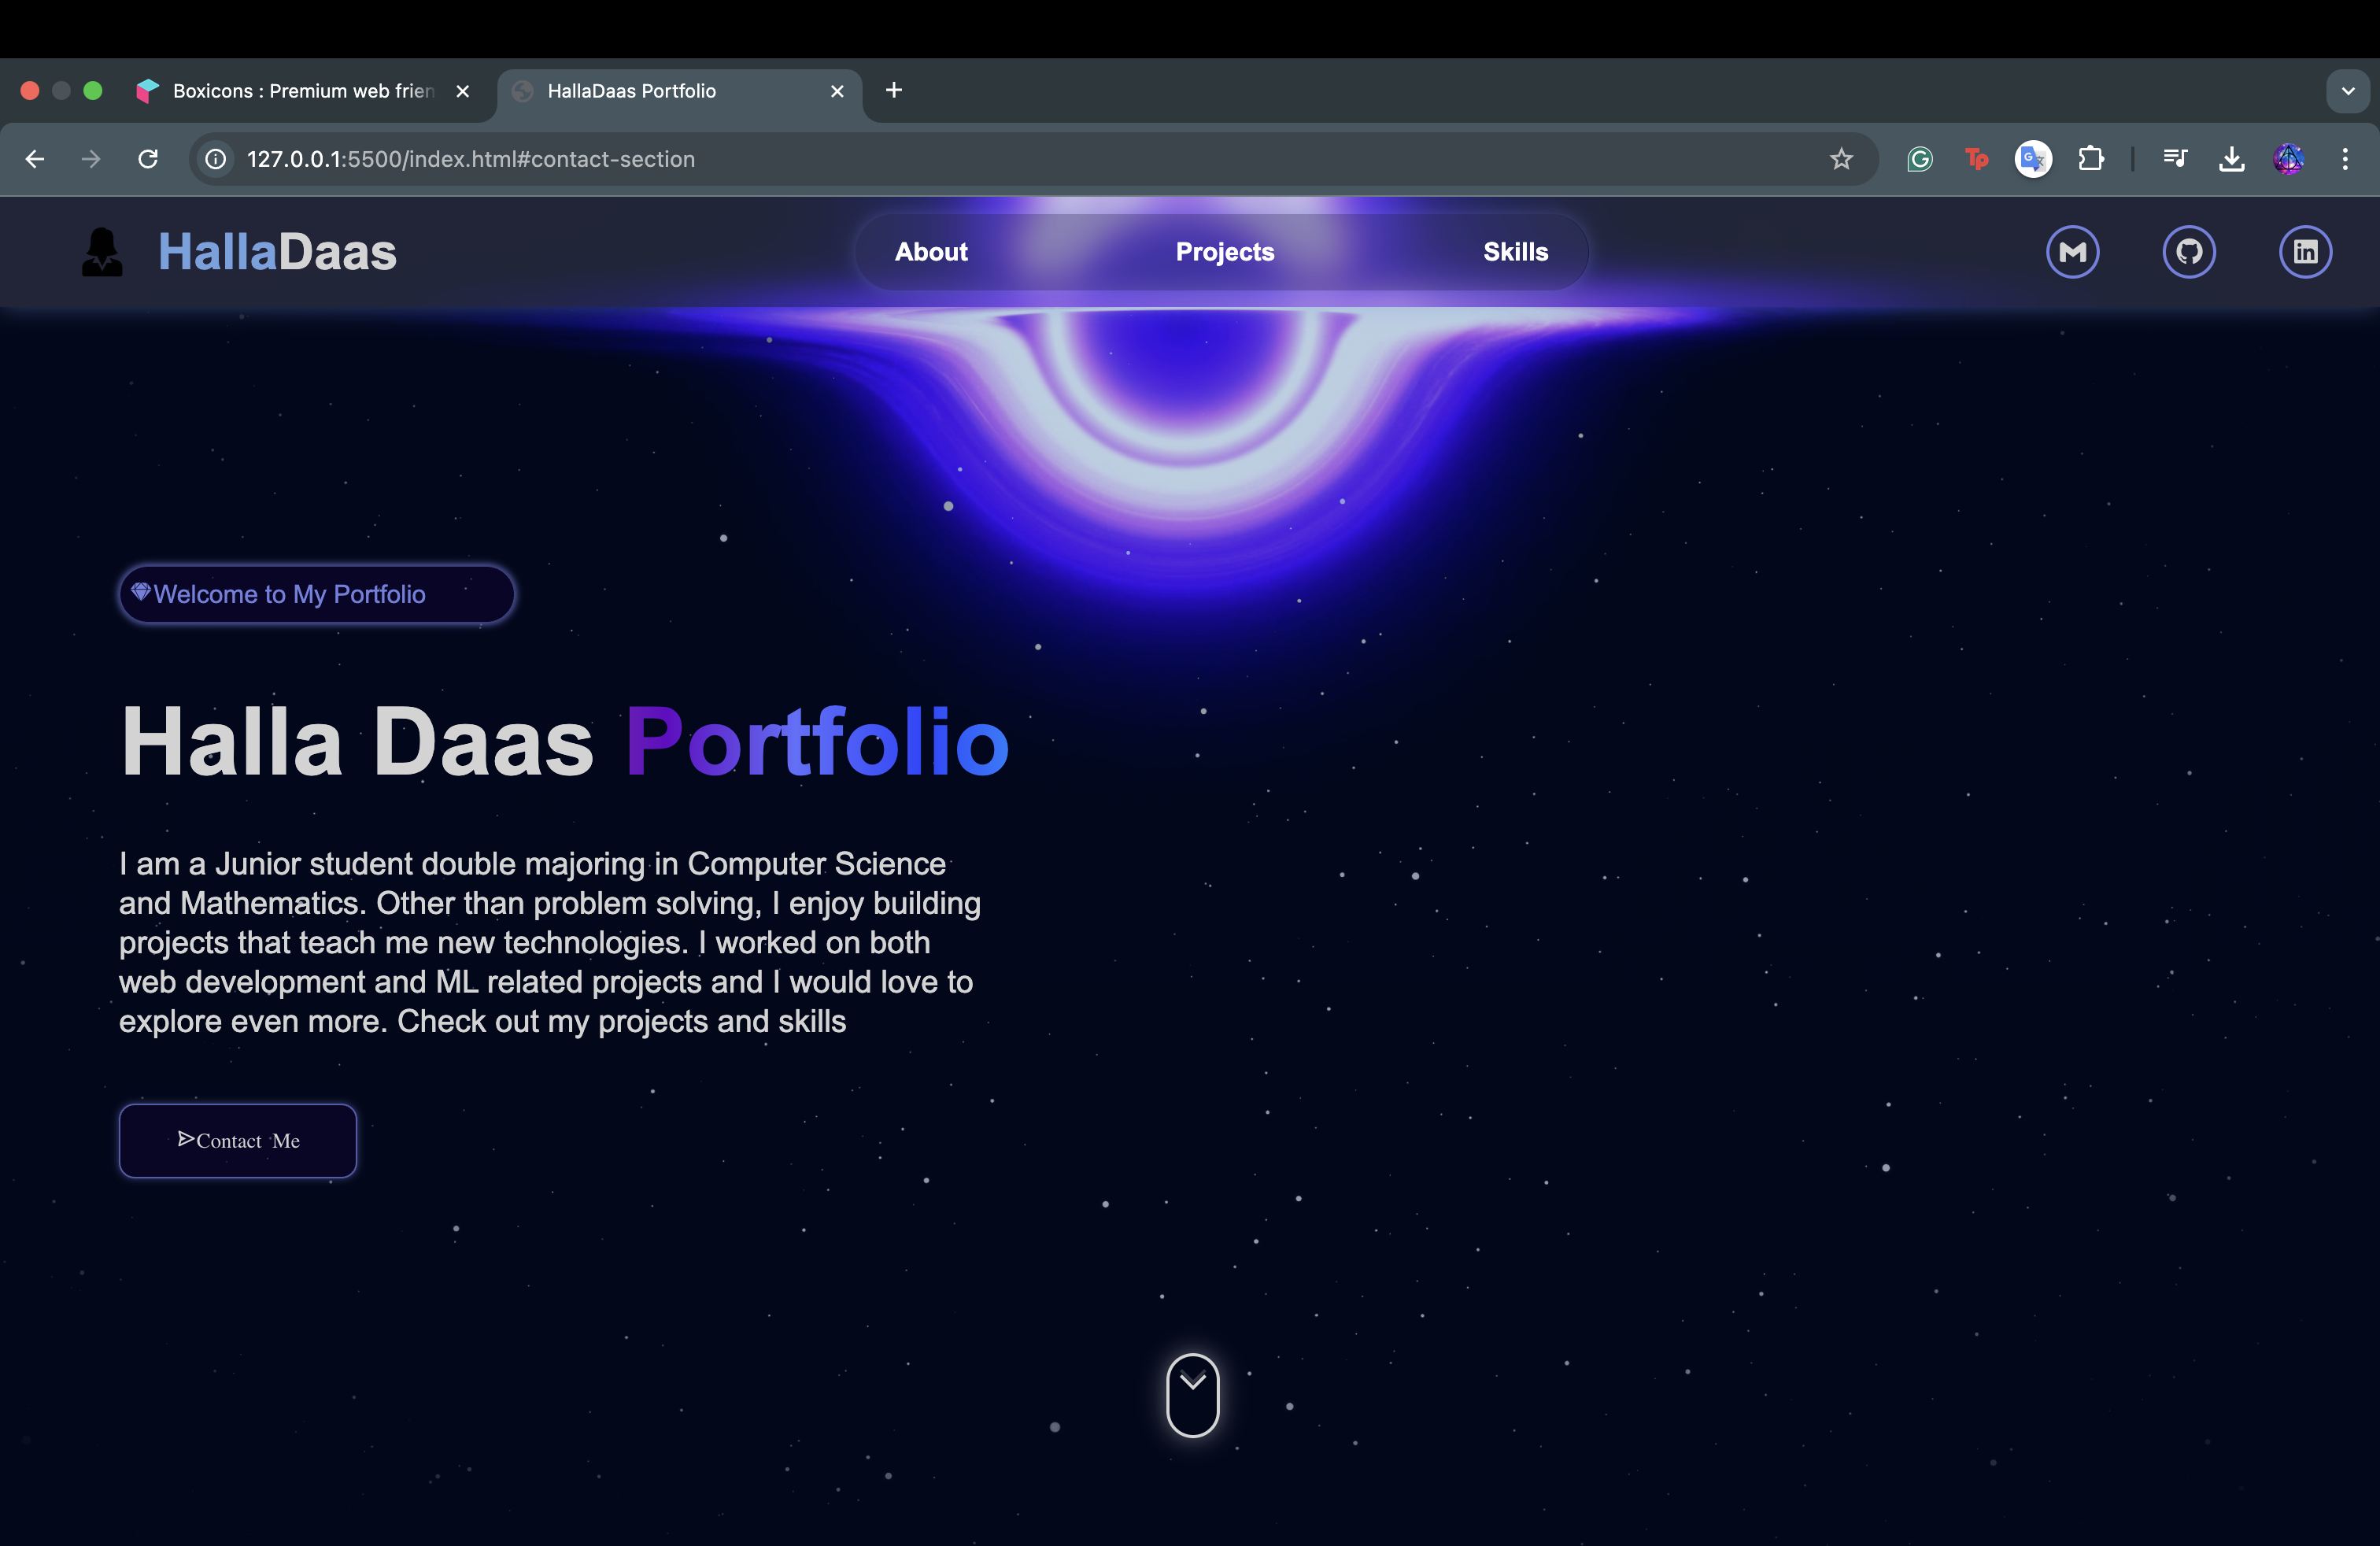 Boxicons : Premium web frien
HallaDaas Portfolio
127.0.0.1:5500/index.html#contact-section
HallaDaas
About
Projects
Skills
Welcome to My Portfolio
Halla Daas Portfolio
I am a Junior student double majoring in Computer Science
and Mathematics. Other than problem solving, I enjoy building
projects that teach me new technologies. I worked on both
web development and ML related projects and I would love to
explore even more. Check out my projects and skills
Contact Me